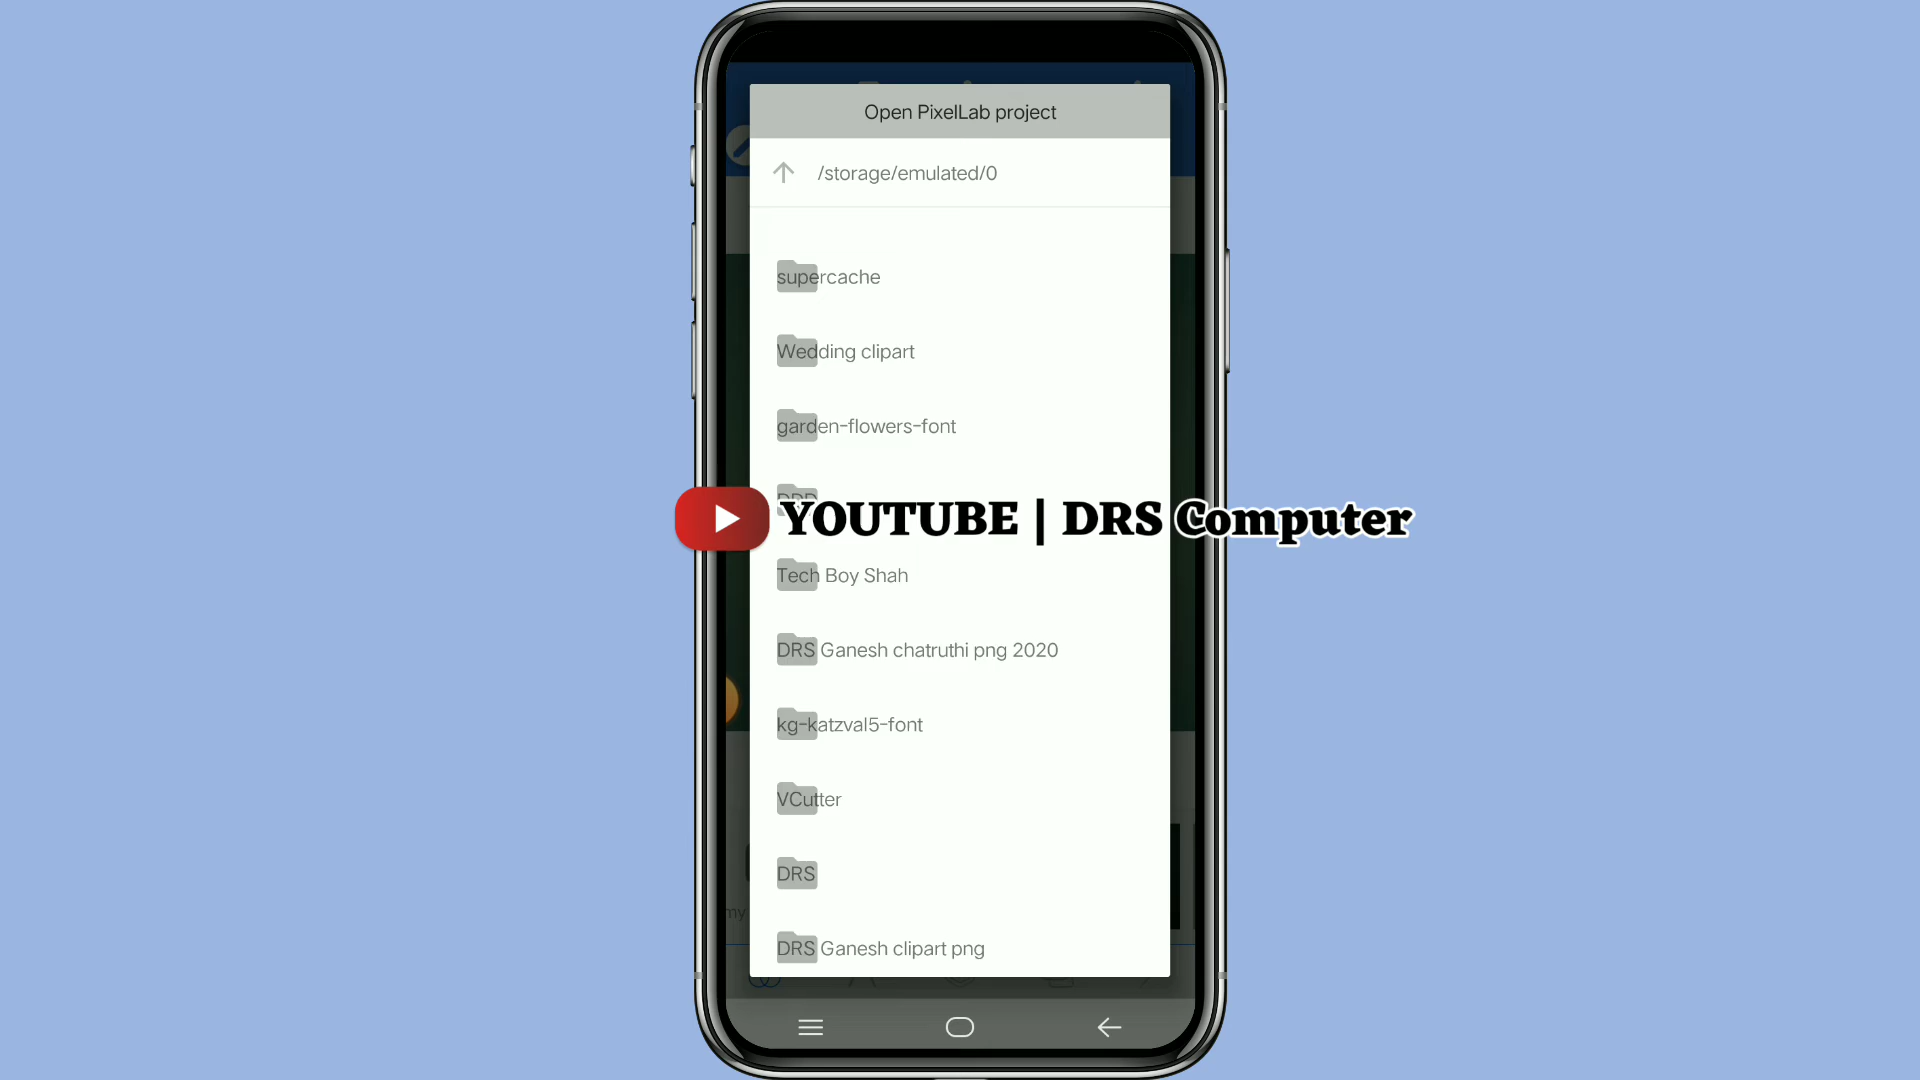 Open PixelLab project
/storage/emulated/0
supercache
Wedding clipart
garden-flowers-font
YOUTUBE | DRS Computer
Tech Boy Shah
DRS Ganesh chatruthi png 2020
kg-katzval5-font
VCutter
DRS
my
DRS Ganesh clipart png